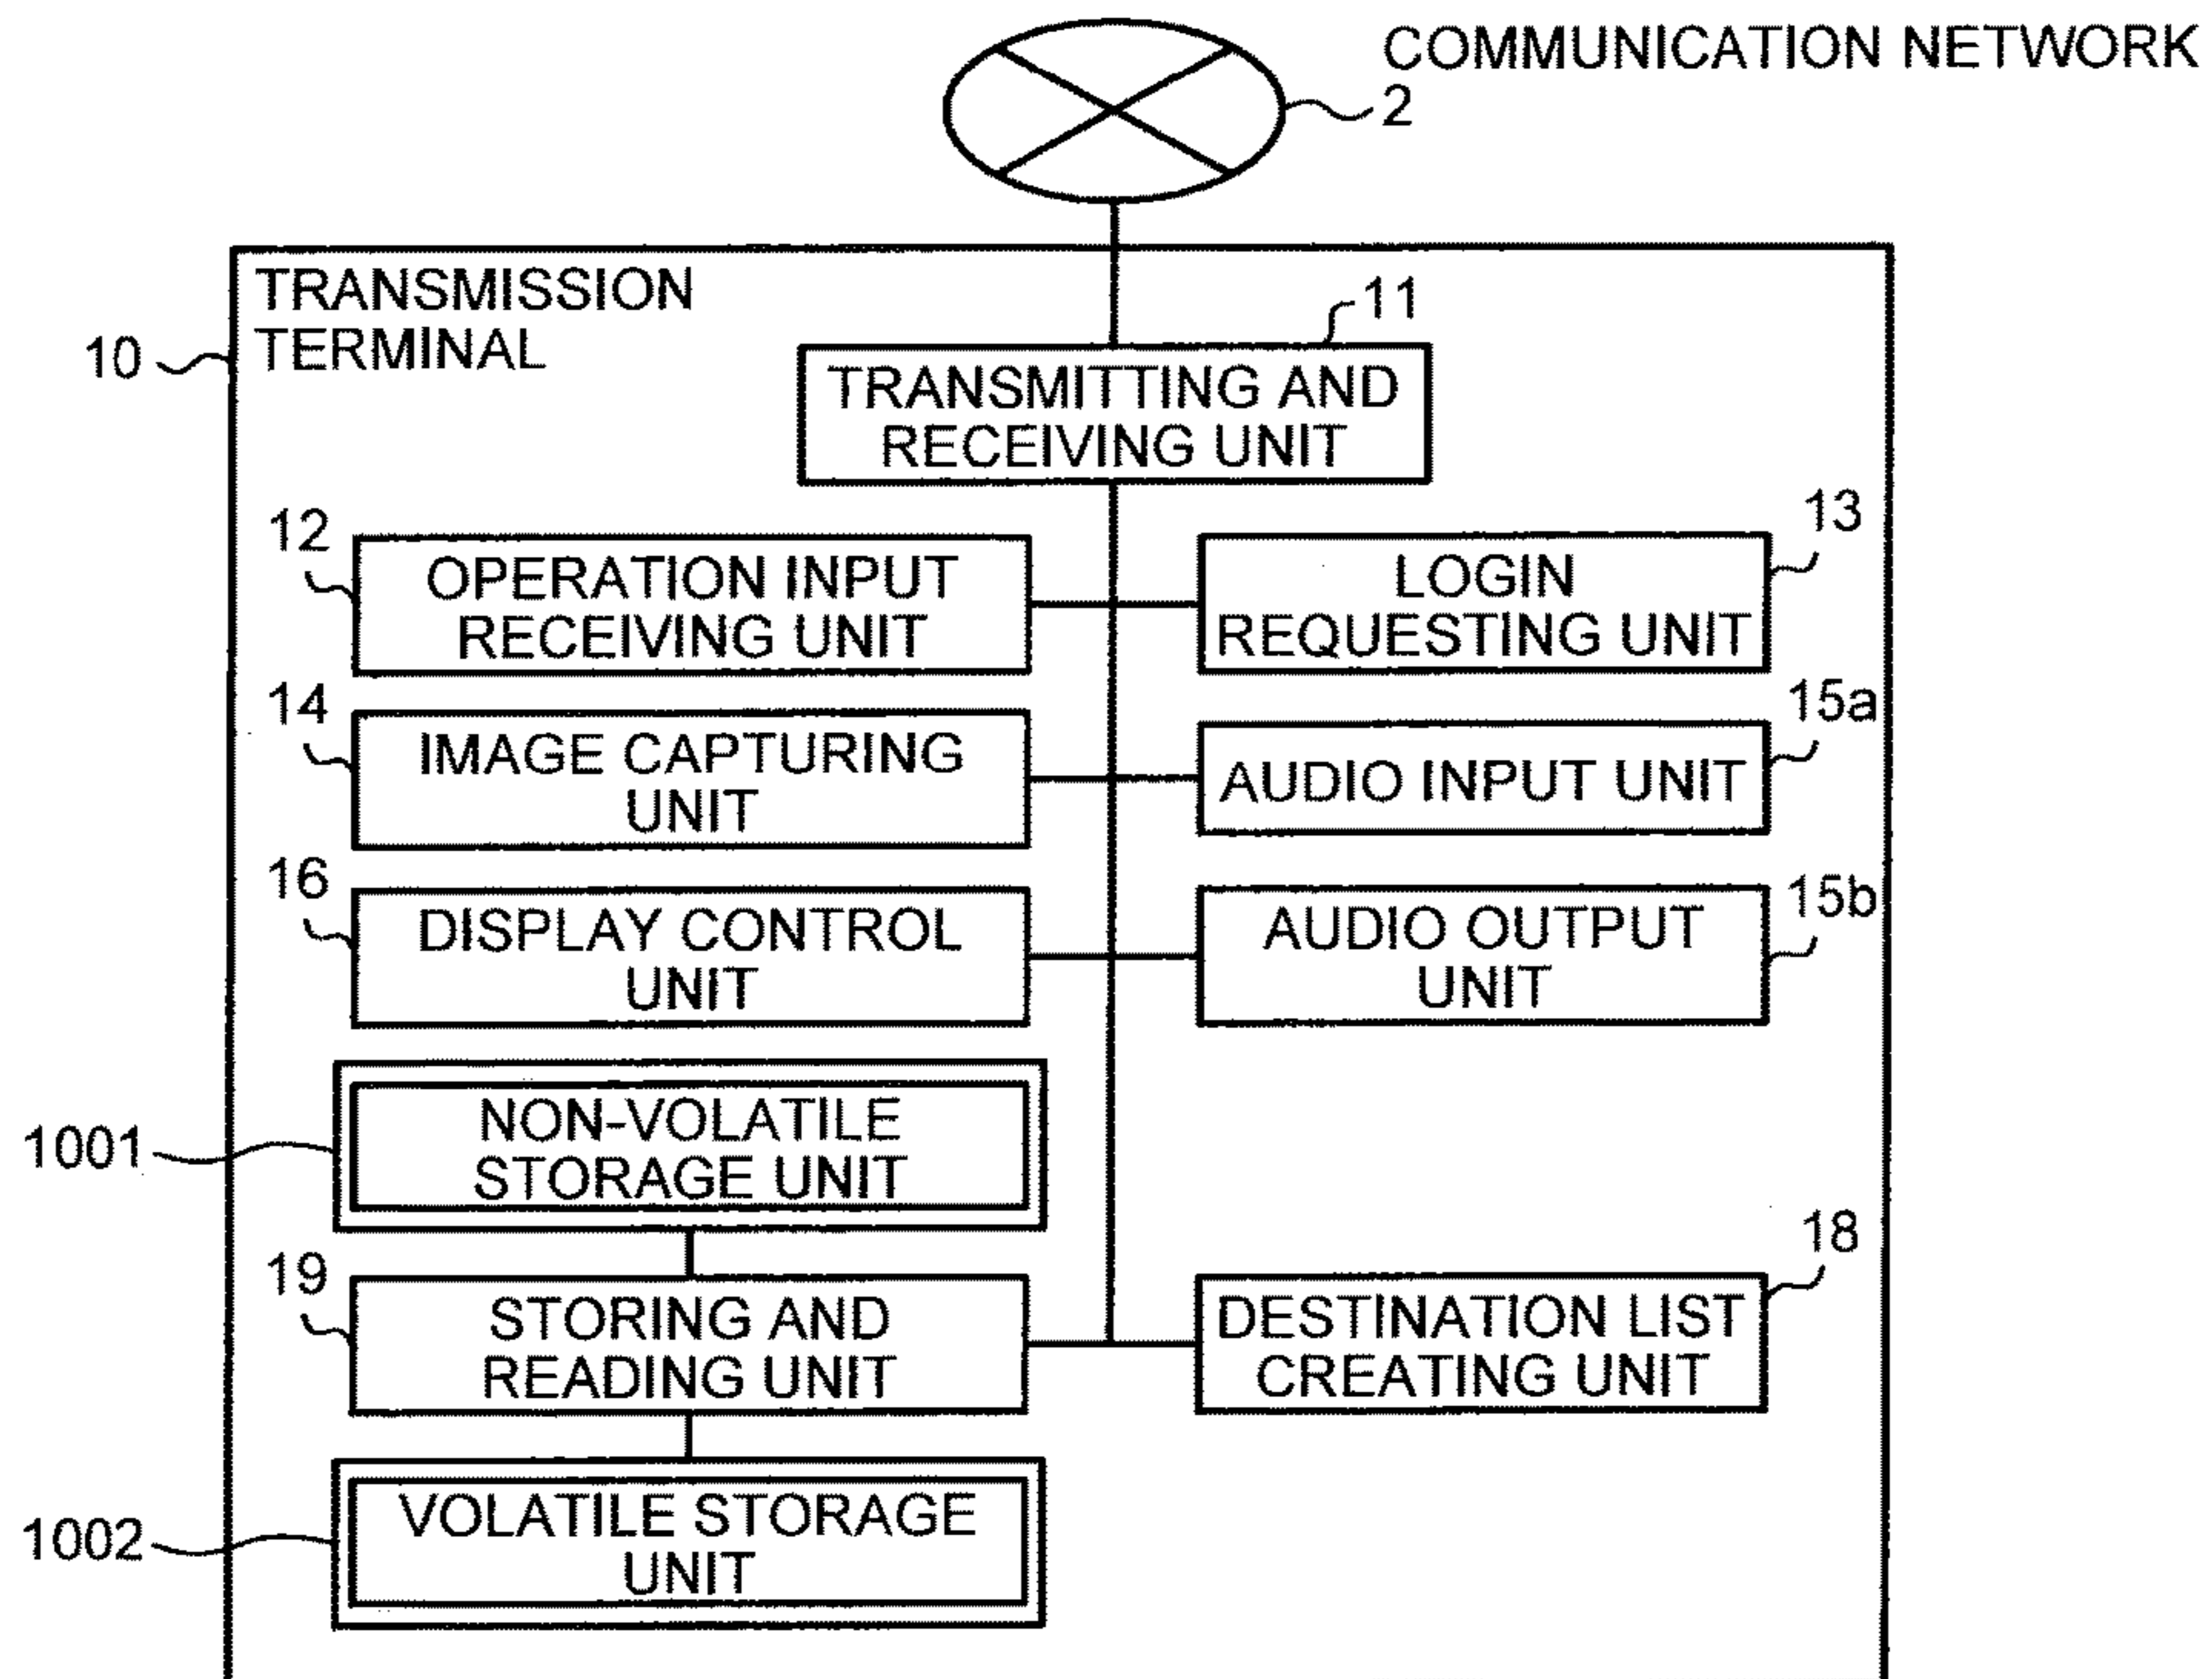 COMMUNICATION NETWORK
2
TRANSMISSION
TERMINAL
10
11
TRANSMITTING AND
RECEIVING UNIT
12
OPERATION INPUT
RECEIVING UNIT
13
LOGIN
REQUESTING UNIT
14
IMAGE CAPTURING
UNIT
15a
AUDIO INPUT UNIT
16
DISPLAY CONTROL
UNIT
15b
AUDIO OUTPUT
UNIT
1001
NON-VOLATILE
STORAGE UNIT
19
STORING AND
READING UNIT
18
DESTINATION LIST
CREATING UNIT
1002
VOLATILE STORAGE
UNIT